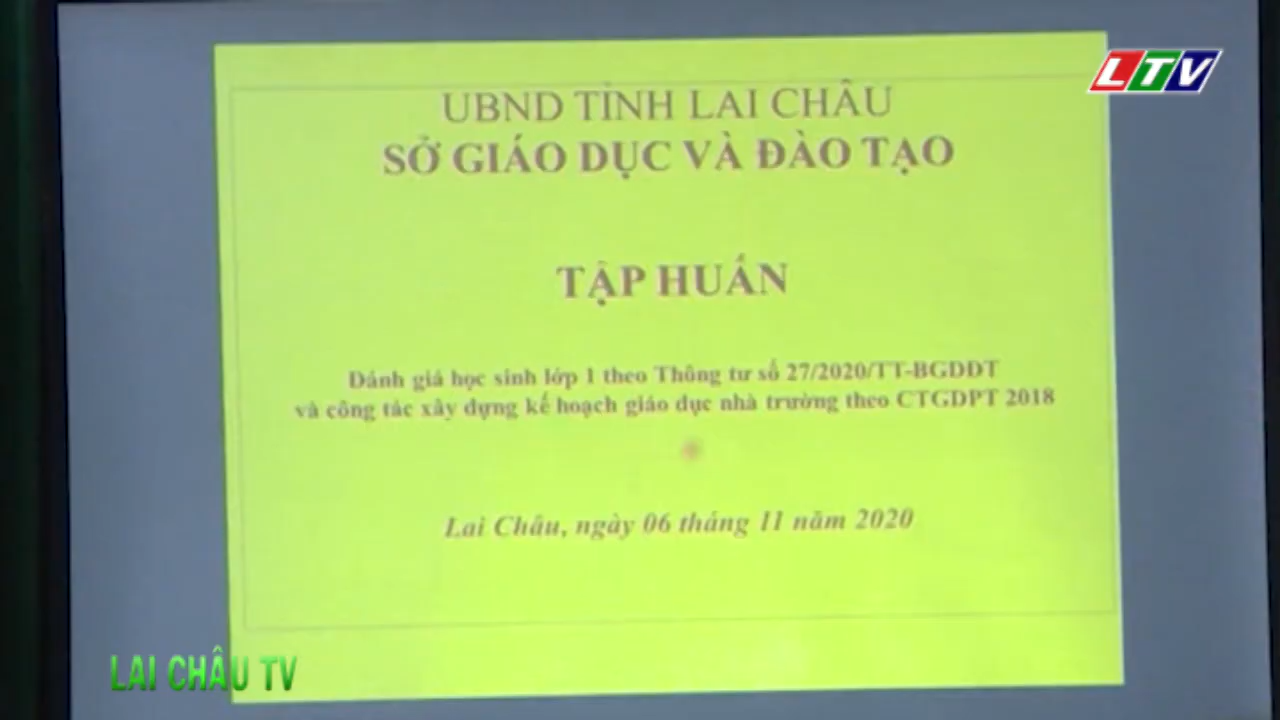 LTV
UBND TỈNH LAI CHÂU
SỞ GIÁO DỤC VÀ ĐÀO TẠO
TẬP HUẤN
Đánh giá học sinh lớp 1 theo Thông tư số 27/2020/TT-BGDĐT
và công tác xây dựng kế hoạch giáo dục nhà trường theo CTGDPT 2018
Lai Châu, ngày 06 tháng 11 năm 2020
LAI CHÂU TV